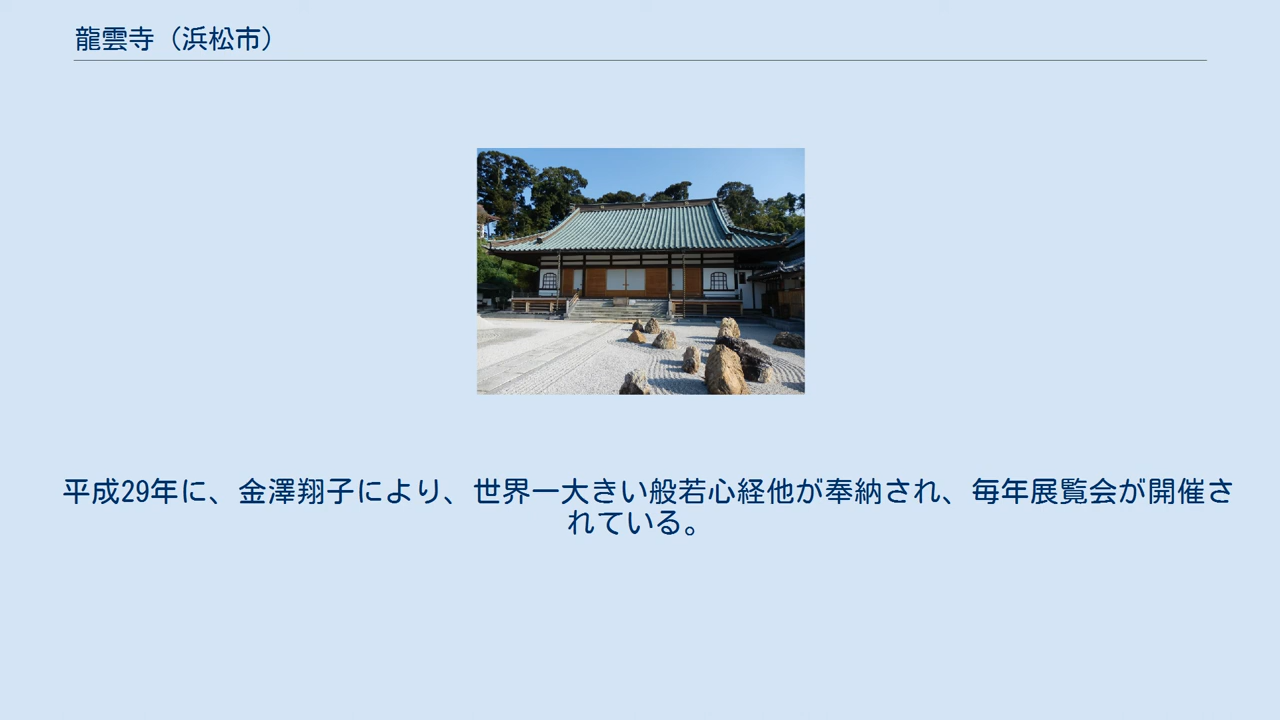 龍雲寺（浜松市）
平成29年に、金澤翔子により、世界一大きい般若心経他が奉納され、毎年展覧会が開催さ
れている。